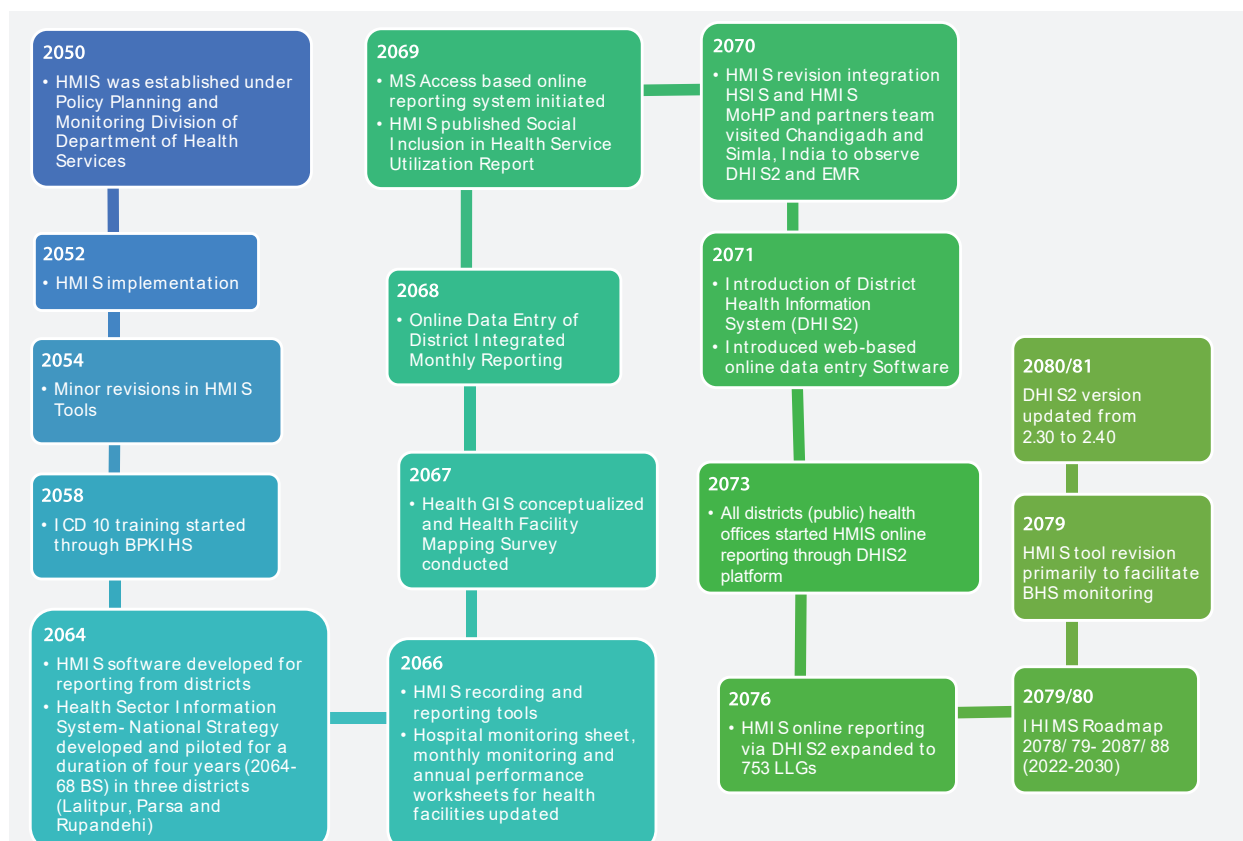 2050
• HMIS was established under
Policy Planning and
Monitoring Division of
Department of Health
Services
2052
• HMIS implementation
2054
• Minor revisions in HMIS
Tools
2058
• ICD 10 training started
through BPKIHS
2064
• HMIS software developed for
reporting from districts
• Health Sector Information
System- National Strategy
developed and piloted for a
duration of four years (2064-
68 BS) in three districts
(Lalitpur, Parsa and
Rupandehi)
2066
• HMIS recording and
reporting tools
• Hospital monitoring sheet,
monthly monitoring and
annual performance
worksheets for health
facilities updated
2067
• Health GIS conceptualized
and Health Facility
Mapping Survey
conducted
2068
• Online Data Entry of
District Integrated
Monthly Reporting
2069
• MS Access based online
reporting system initiated
• HMIS published Social
Inclusion in Health Service
Utilization Report
2070
• HMIS revision integration
HSIS and HMIS
MoHP and partners team
visited Chandigadh and
Simla, India to observe
DHIS2 and EMR
2071
• Introduction of District
Health Information
System (DHIS2)
• Introduced web-based
online data entry Software
2073
• All districts (public) health
offices started HMIS online
reporting through DHIS2
platform
2076
• HMIS online reporting
via DHIS2 expanded to
753 LLGs
2079/80
IHIMS Roadmap
2078/79-2087/88
(2022-2030)
2079
HMIS tool revision
primarily to facilitate
BHS monitoring
2080/81
DHIS2 version
updated from
2.30 to 2.40